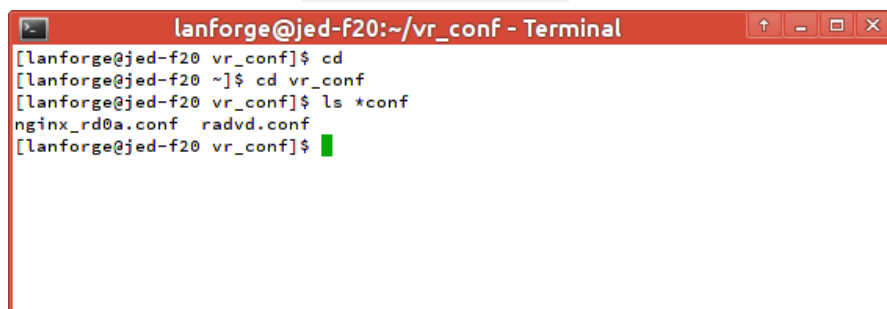 lanforge@jed-f20:~/vr_conf - Terminal
[lanforge@jed-f20 vr_conf]$ cd
[lanforge@jed-f20 ~]$ cd vr_conf
[lanforge@jed-f20 vr_conf]$ ls *conf
nginx_rd0a.conf  radvd.conf
[lanforge@jed-f20 vr_conf]$